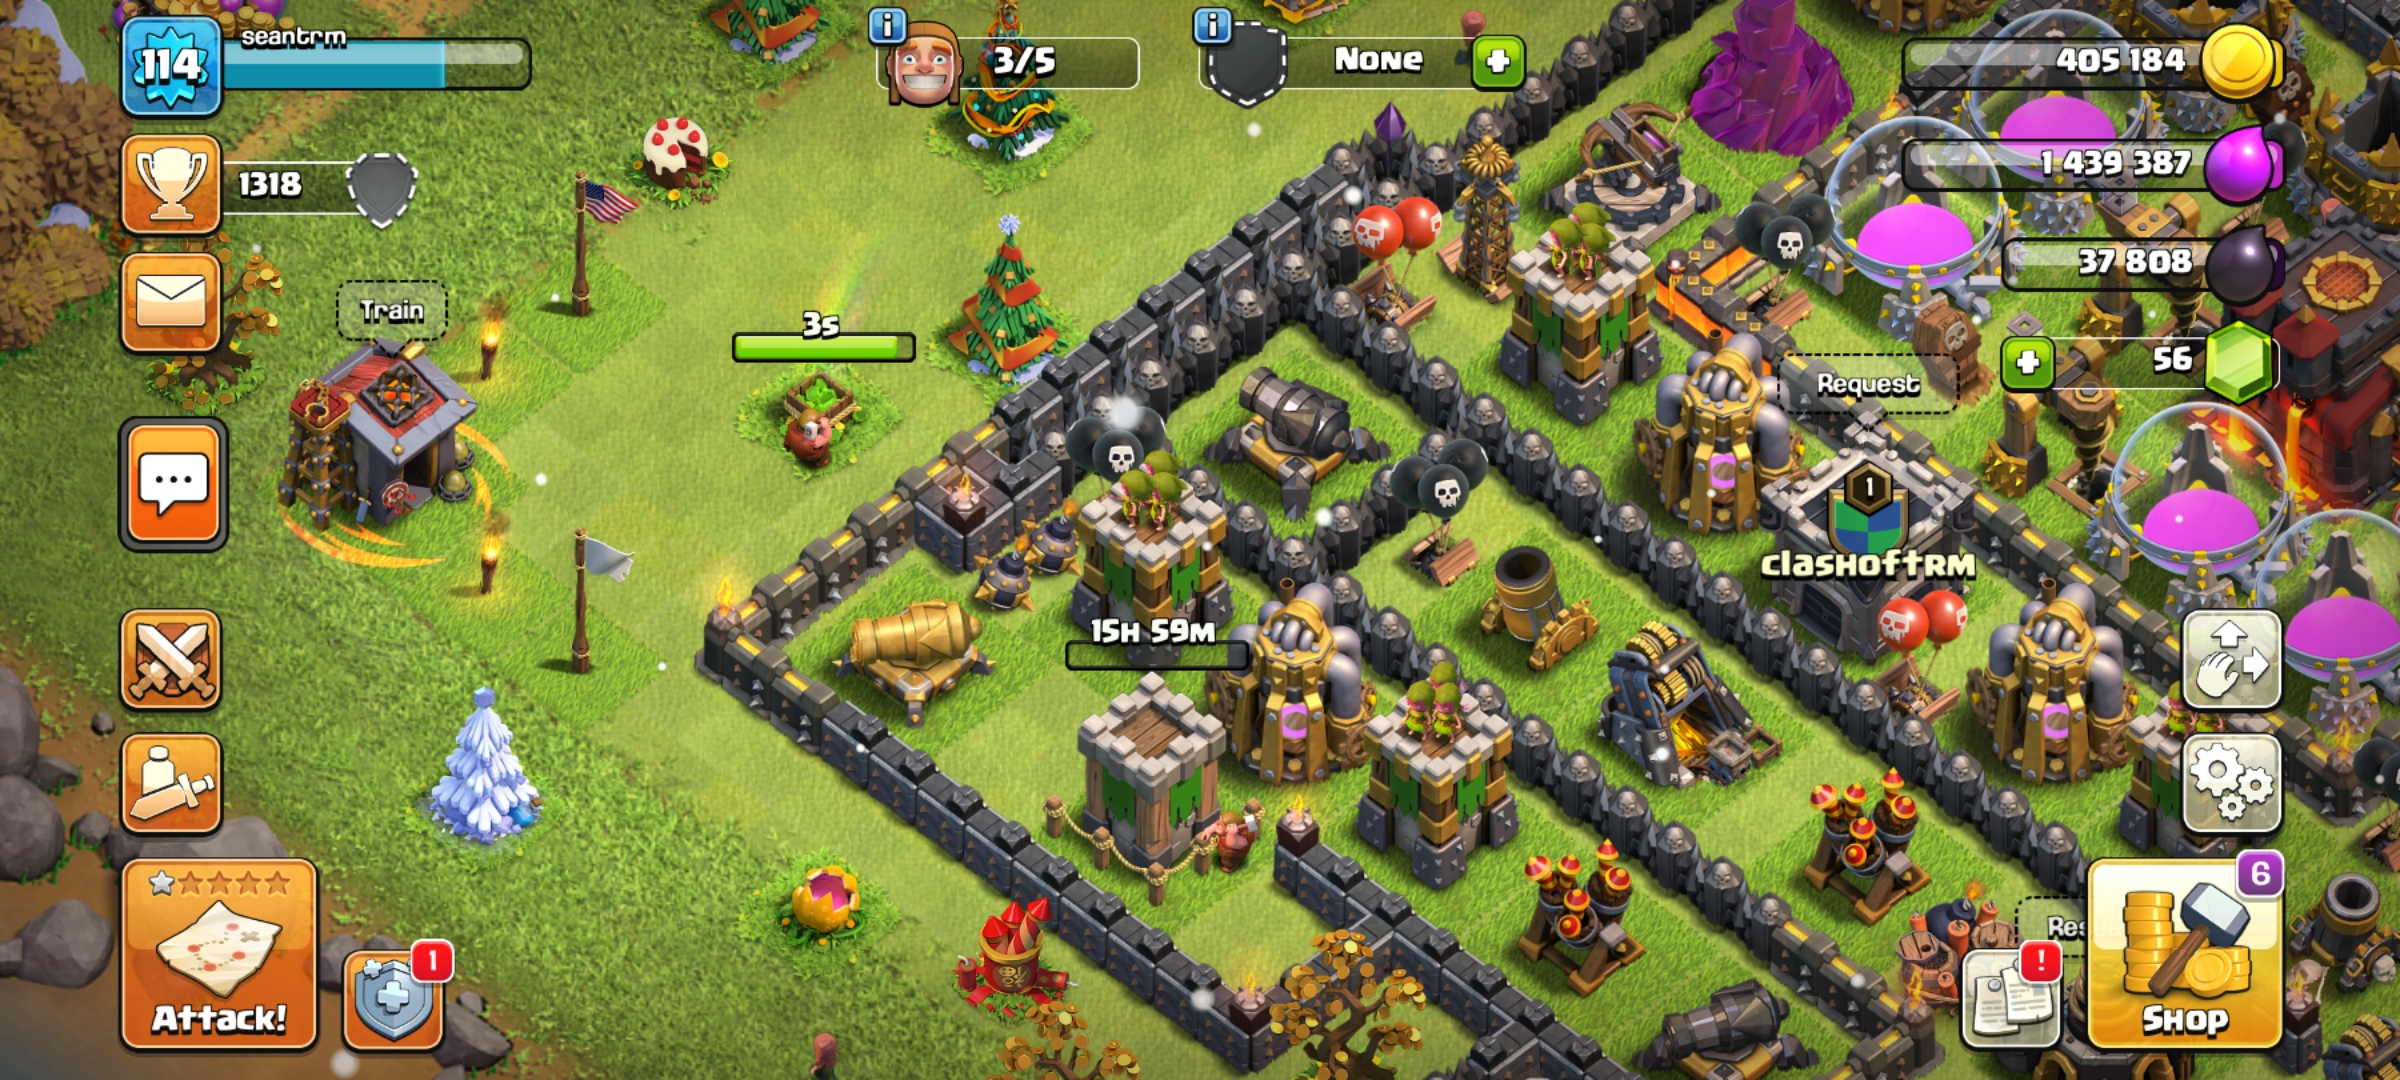 114
seantrm
3/5
None
405 184
1318
1 439 387
37 808
Train
3s
56
Request
1
clashoftRM
15H 59M
6
Res
1
!
Attack!
Shop